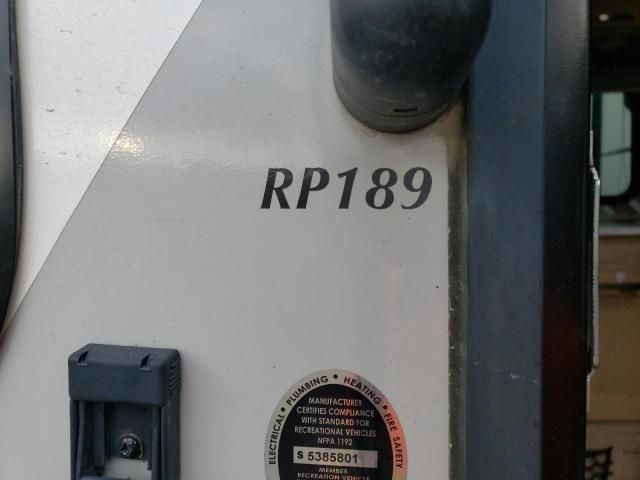 RP189
ELECTRICAL • PLUMBING • HEATING • FIRE SAFETY
MANUFACTURER
CERTIFIES COMPLIANCE
WITH STANDARD FOR
RECREATIONAL VEHICLES
NFPA 1192
S 5385801
MEMBER
RECREATION VEHICLE